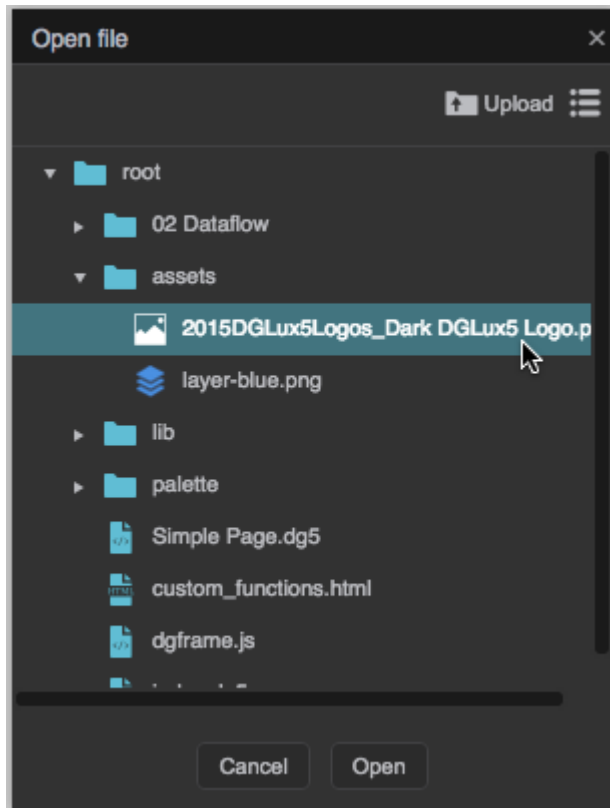 Open file
Upload
root
02 Dataflow
assets
2015DGLux5Logos_Dark DGLux5 Logo.p
layer-blue.png
lib
palette
Simple Page.dg5
HTML
custom_functions.html
dgframe.js
Cancel
Open